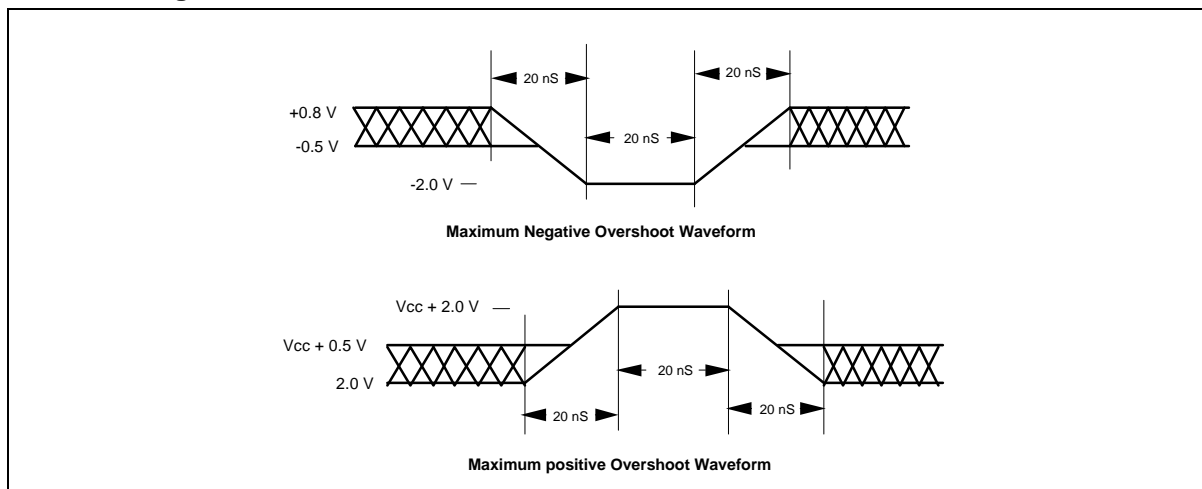 20 nS
20 nS
+0.8 V
20 nS
-0.5 V
-2.0 V
Maximum Negative Overshoot Waveform
Vcc + 2.0 V
Vcc + 0.5 V
20 nS
2.0 V
20 nS
20 nS
Maximum positive Overshoot Waveform